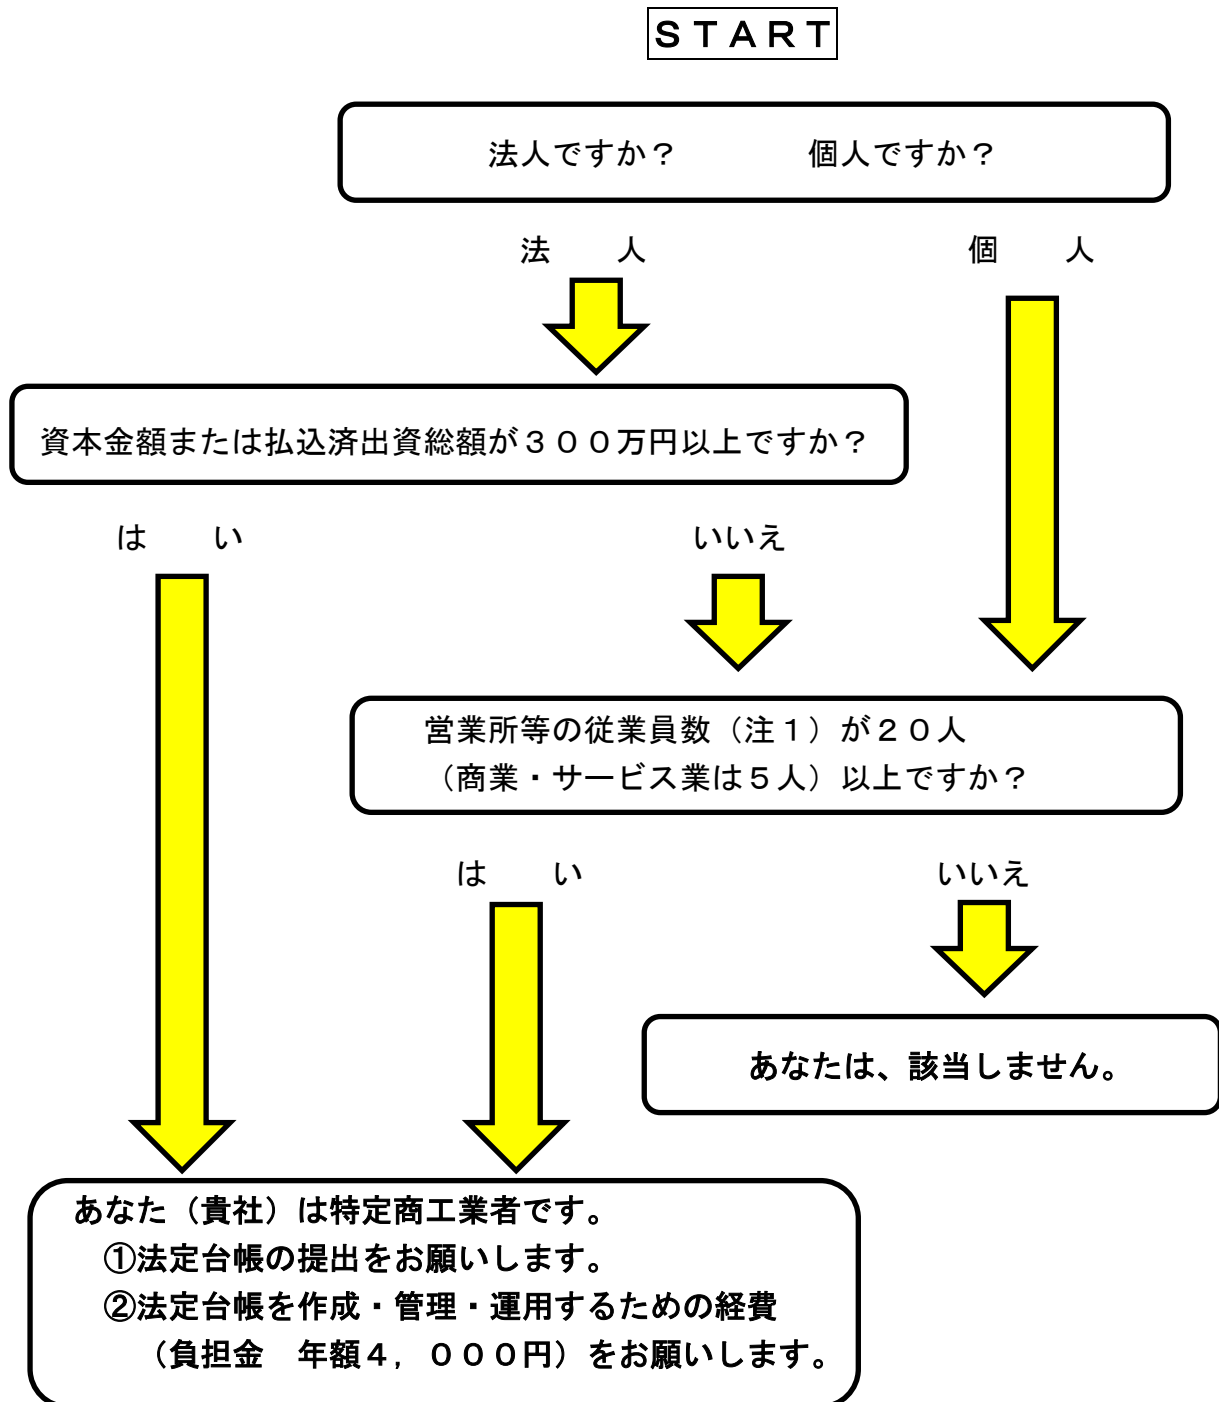 ＳＴＡＲＴ
法人ですか？　個人ですか？
法　人
個　人
資本金額または払込済出資総額が３００万円以上ですか？
は　い
いいえ
営業所等の従業員数（注１）が２０人
（商業・サービス業は５人）以上ですか？
は　い
いいえ
あなたは、該当しません。
あなた（貴社）は特定商工業者です。
①法定台帳の提出をお願いします。
②法定台帳を作成・管理・運用するための経費
（負担金　年額４，０００円）をお願いします。